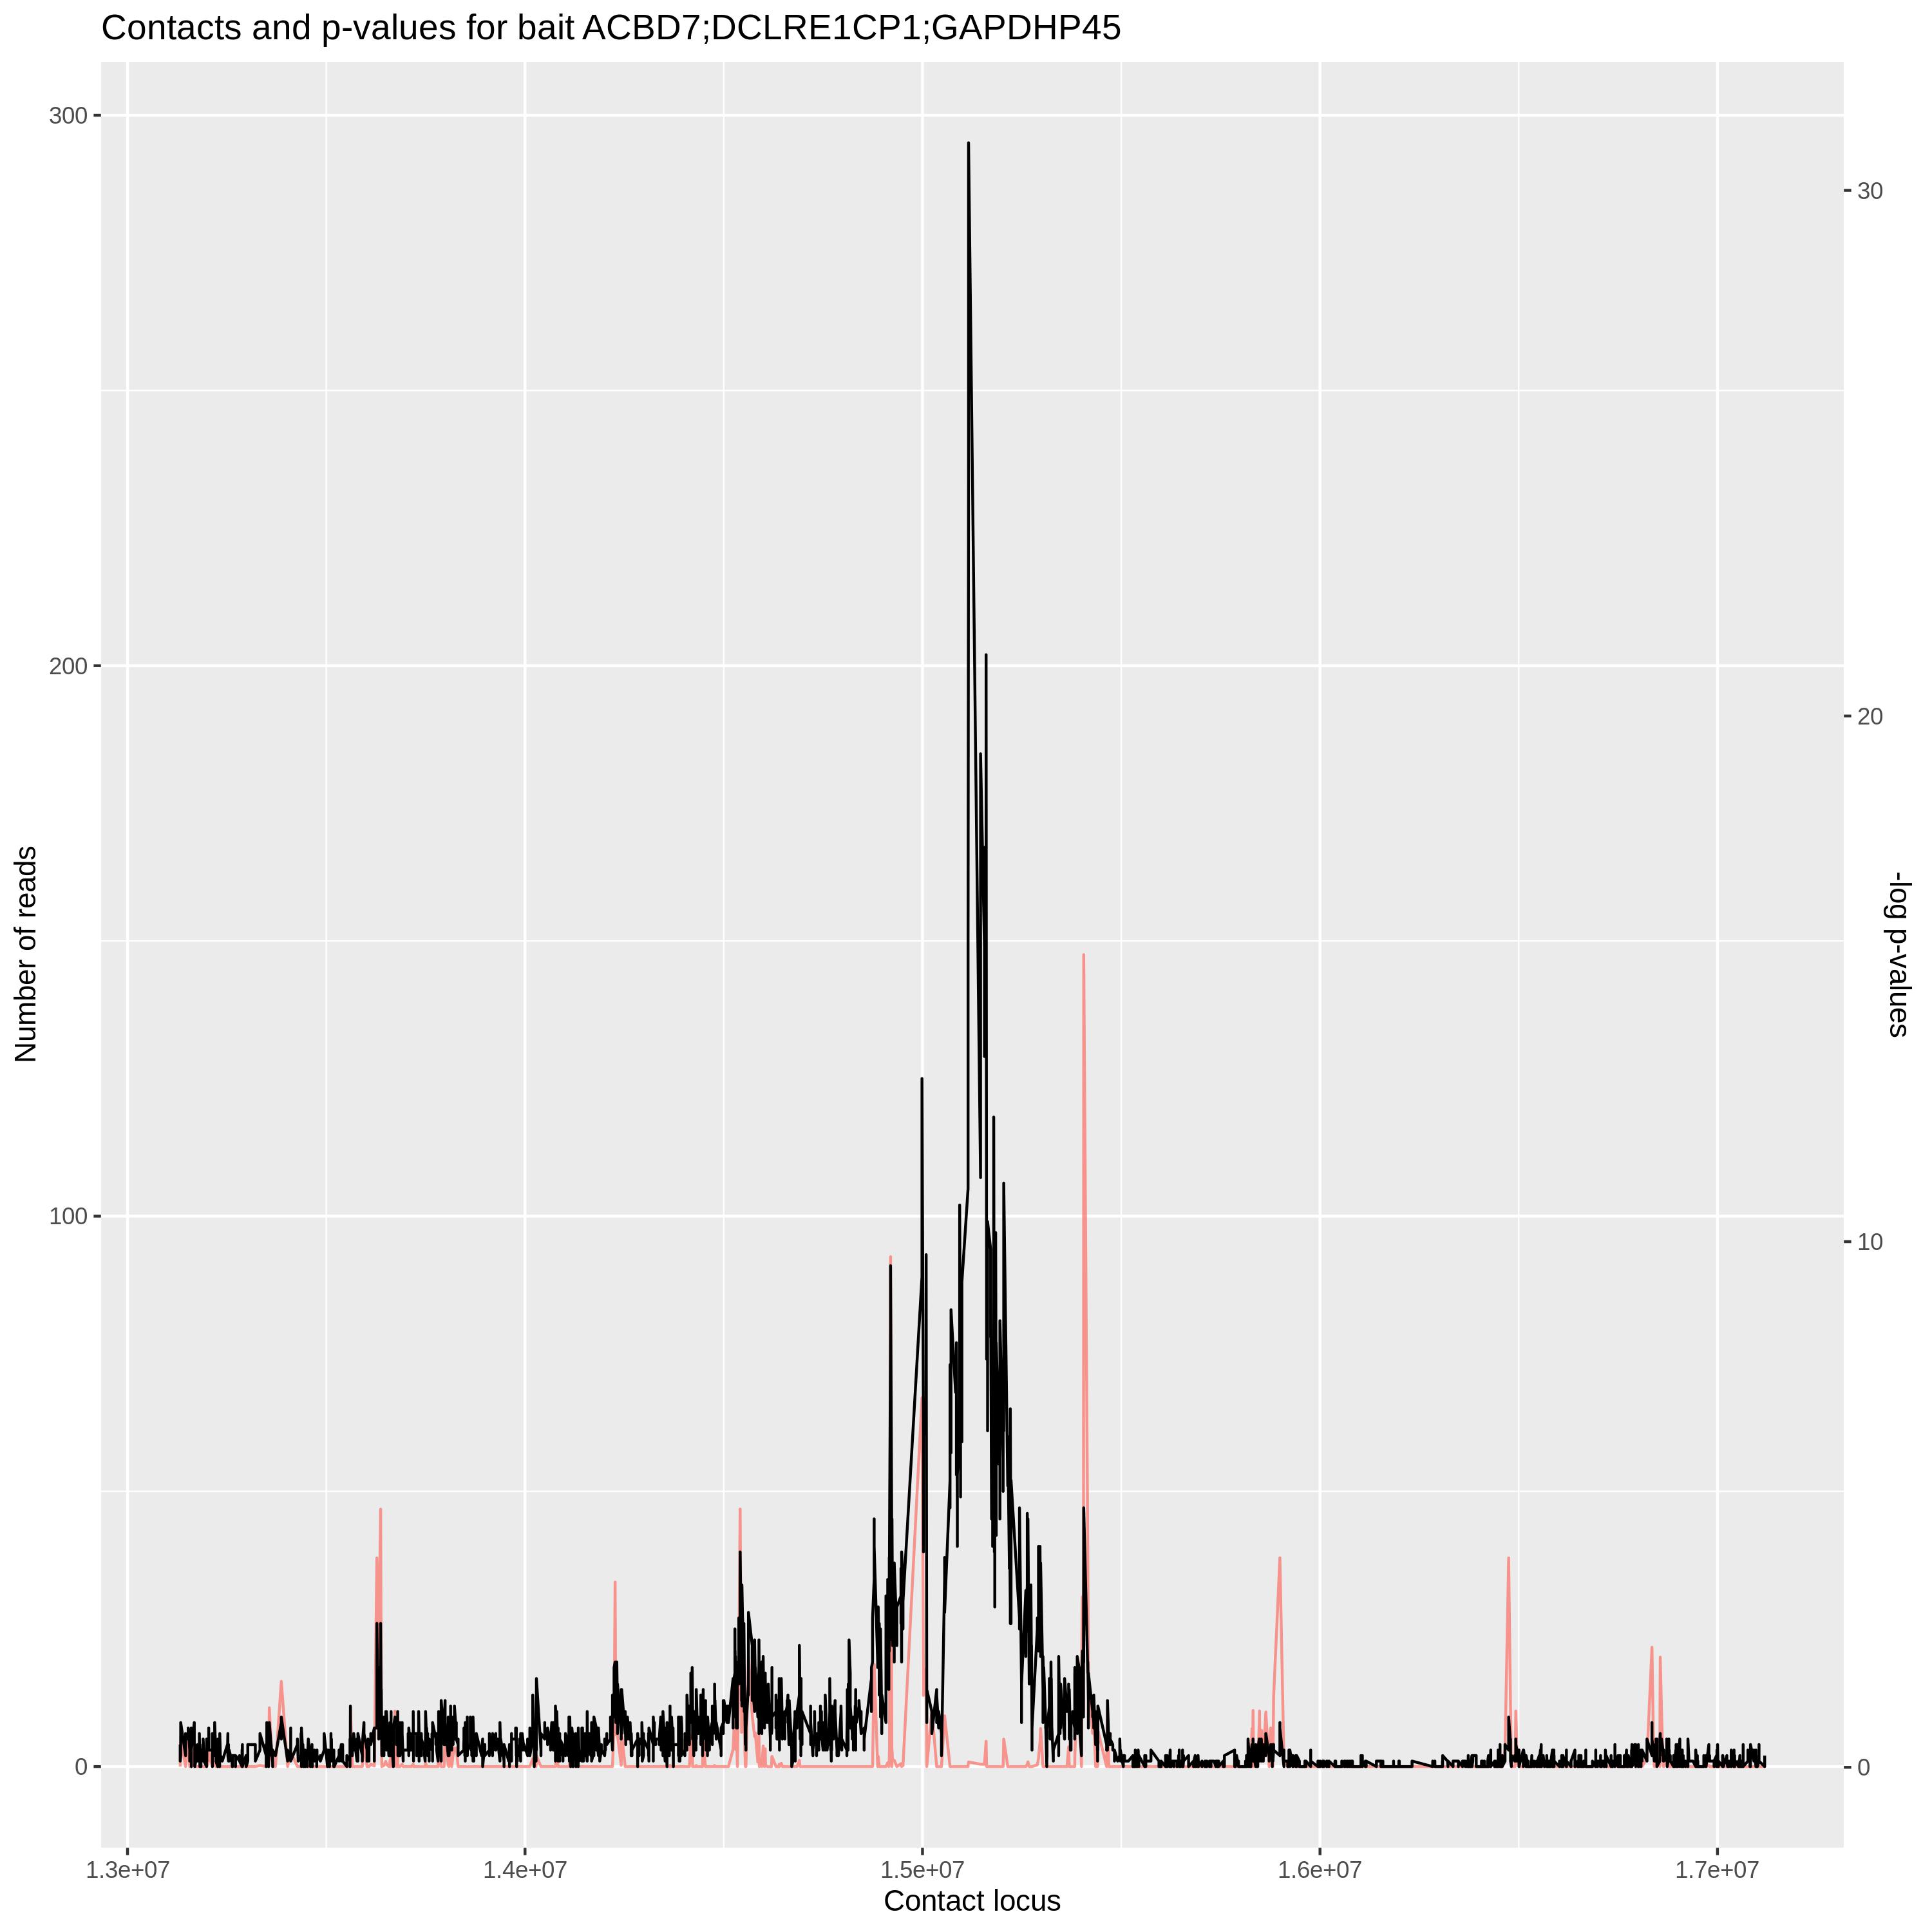 Contacts and p-values for bait ACBD7;DCLRE1CP1;GAPDHP45
300
200
100
0
Number of reads
30
20
10
0
-log p-values
1.3e+07
1.4e+07
1.5e+07
1.6e+07
1.7e+07
Contact locus